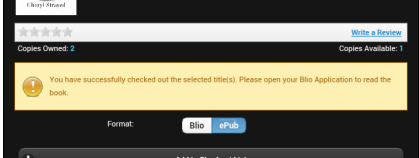 Cheryl Strayed
Write a Review
Copies Owned: 2
Copies Available: 1
You have successfully checked out the selected title(s). Please open your Blio Application to read the
book.
Format:
Blio
ePub